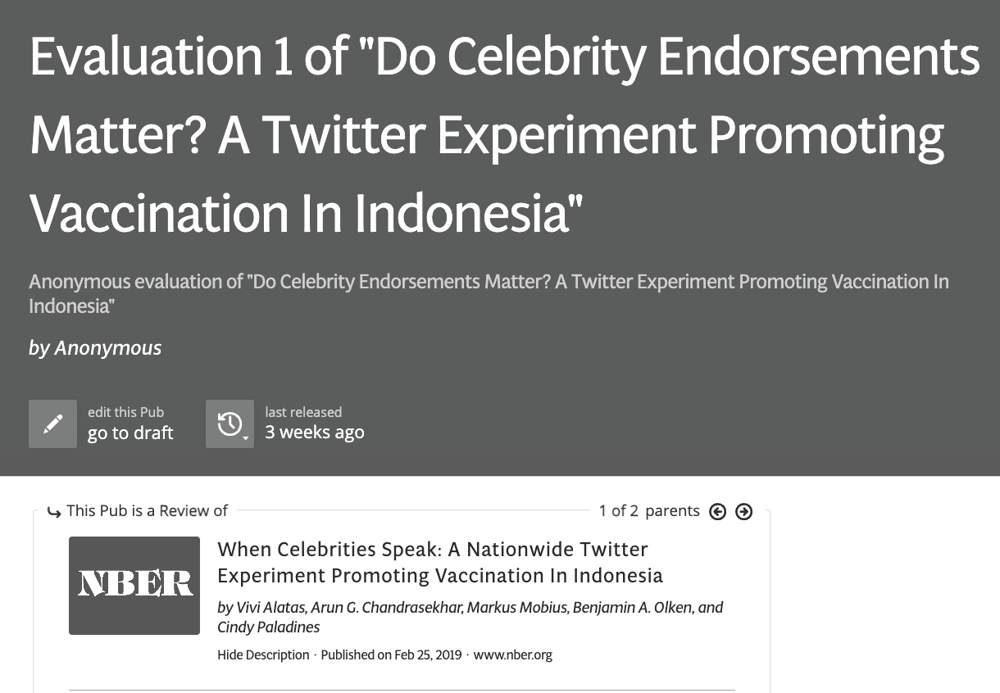 Evaluation 1 of "Do Celebrity Endorsements
Matter? A Twitter Experiment Promoting
Vaccination In Indonesia"
Anonymous evaluation of "Do Celebrity Endorsements Matter? A Twitter Experiment Promoting Vaccination In
Indonesia"
by Anonymous
edit this Pub
go to draft
last released
3 weeks ago
This Pub is a Review of
1 of 2 parents
NBER
When Celebrities Speak: A Nationwide Twitter
Experiment Promoting Vaccination In Indonesia
by Vivi Alatas, Arun G. Chandrasekhar, Markus Mobius, Benjamin A. Olken, and
Cindy Paladines
Hide Description · Published on Feb 25, 2019 · www.nber.org